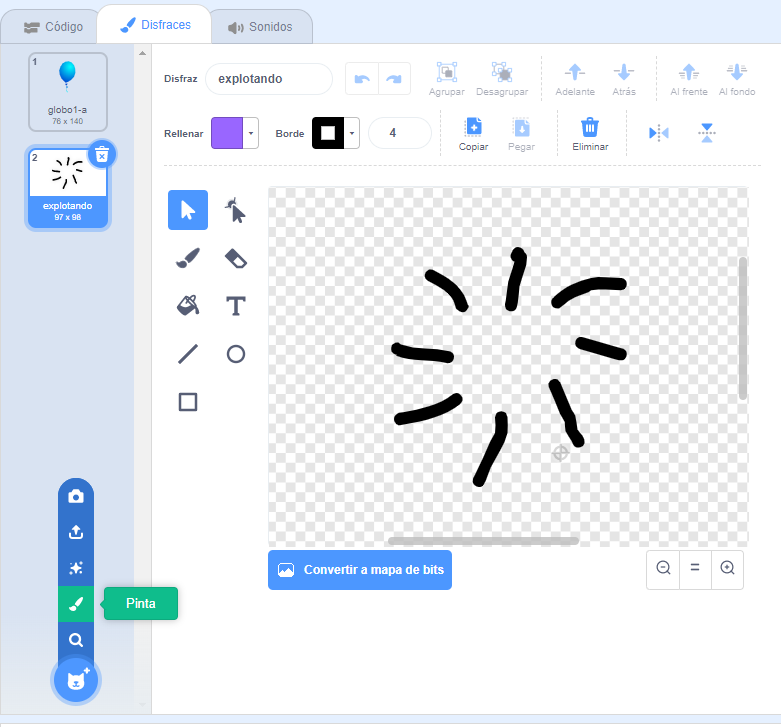 Código
Disfraces
Sonidos
1
globo1-a
76 x 140
2
explotando
97 x 98
Disfraz
explotando
Agrupar
Desagrupar
Adelante
Atrás
Al frente
Al fondo
Rellenar
Borde
4
Copiar
Pegar
Eliminar
T
Pinta
Convertir a mapa de bits